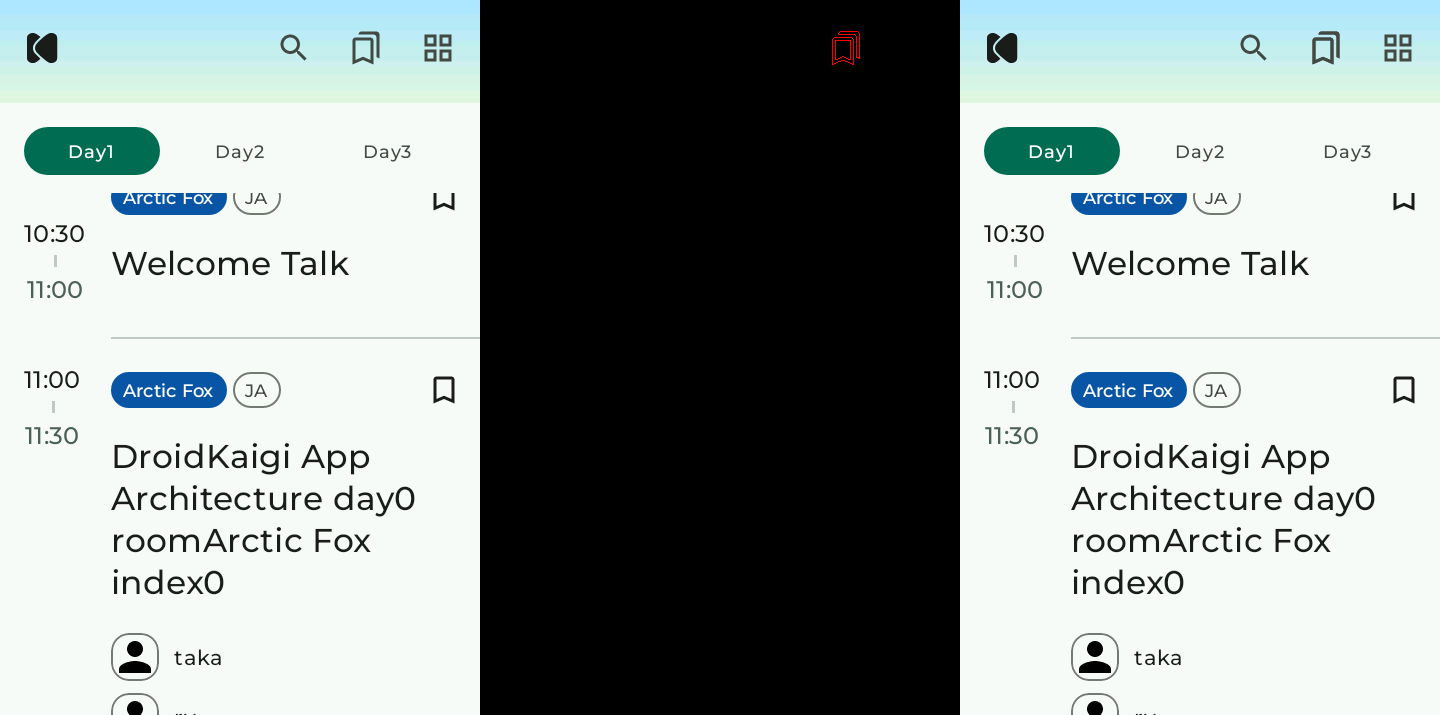 Day1 Day2 Day3
Arctic Fox JA
10:30
Welcome Talk
11:00
11:00
Arctic Fox JA
11:30
DroidKaigi App
Architecture day0
roomArctic Fox
index0
taka
Day1 Day2 Day3
Arctic Fox JA
10:30
Welcome Talk
11:00
11:00
Arctic Fox JA
11:30
DroidKaigi App
Architecture day0
roomArctic Fox
index0
taka